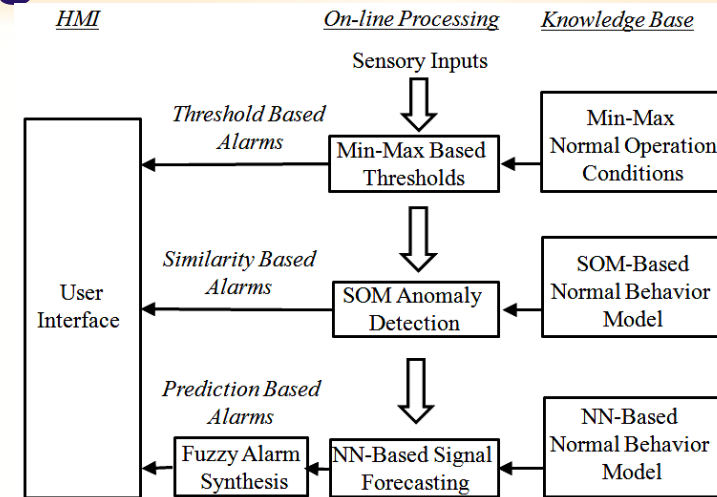 HMI
On-line Processing
Knowledge Base
Sensory Inputs
Threshold Based
Alarms
Min-Max Based
Thresholds
Min-Max
Normal Operation
Conditions
Similarity Based
Alarms
SOM Anomaly
Detection
SOM-Based
Normal Behavior
Model
User
Interface
Prediction Based
Alarms
Fuzzy Alarm
Synthesis
NN-Based Signal
Forecasting
NN-Based
Normal Behavior
Model